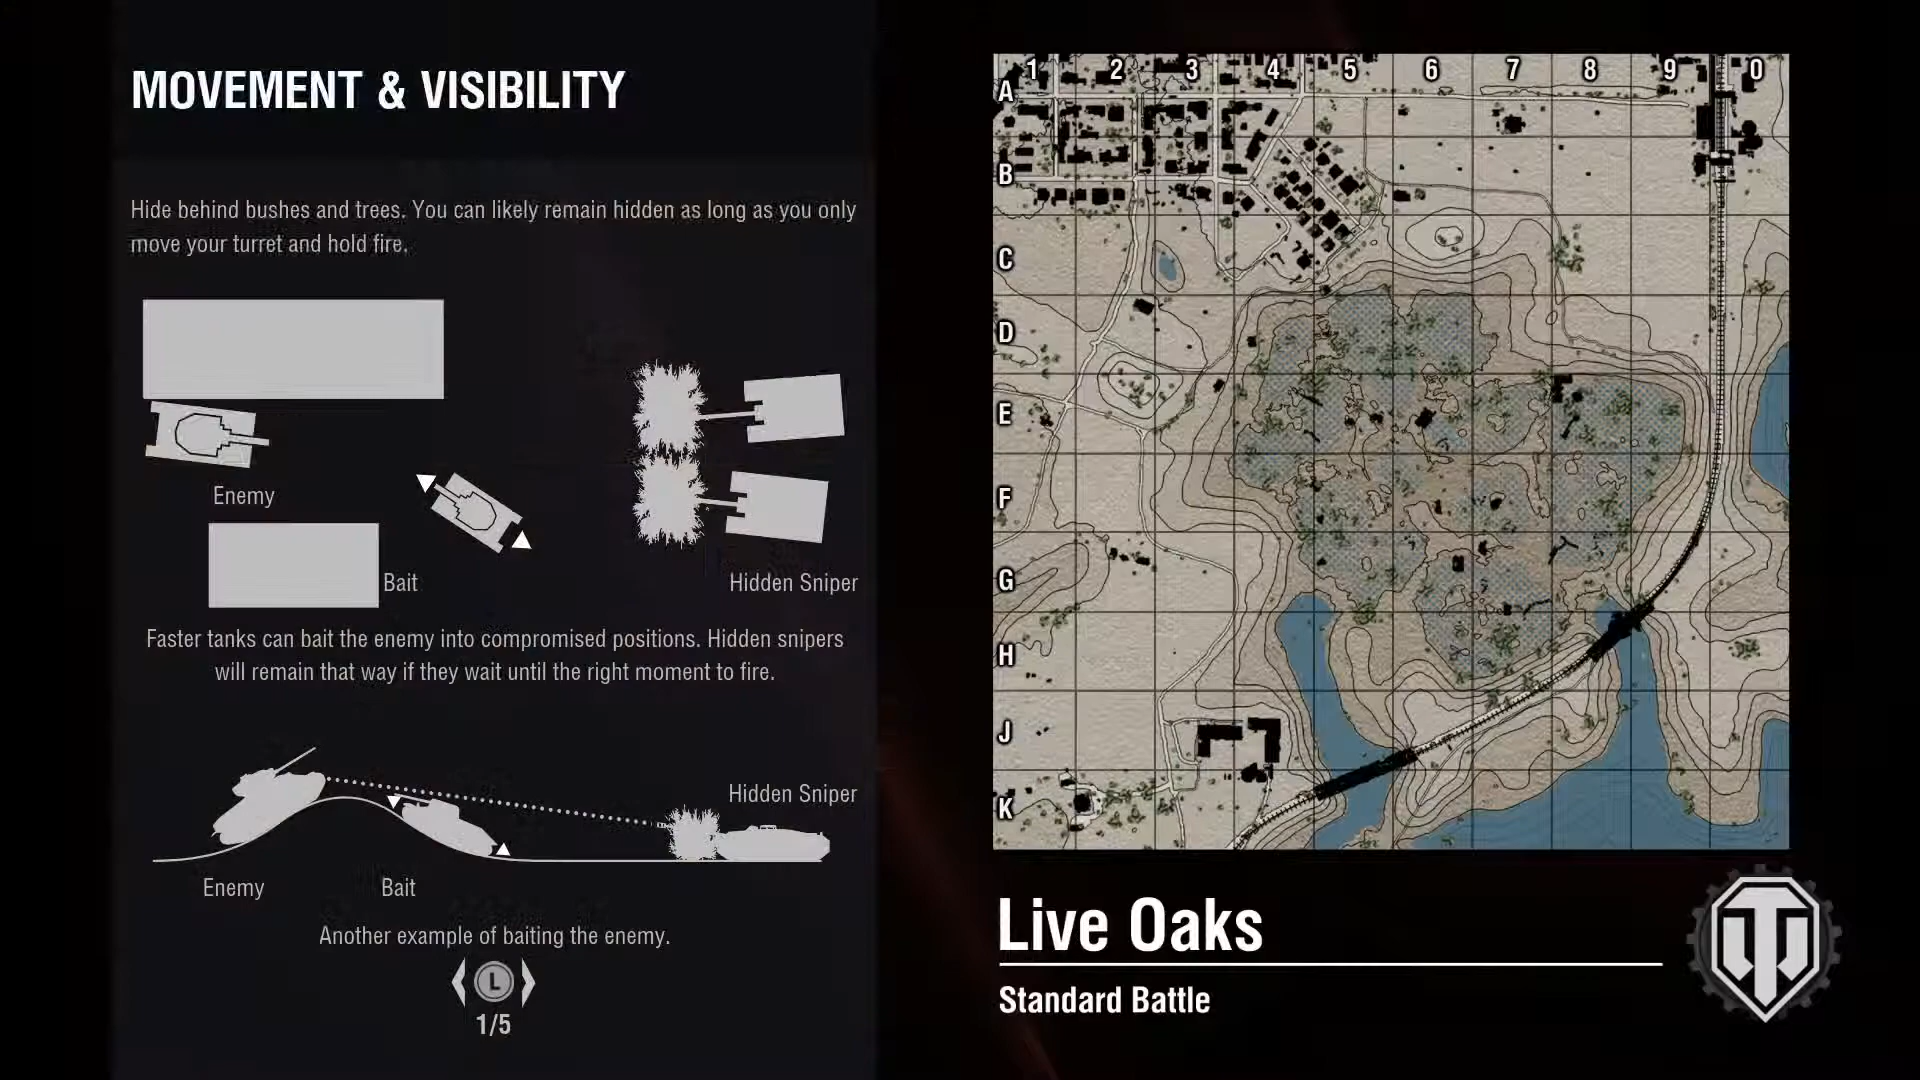 MOVEMENT & VISIBILITY
Hide behind bushes and trees. You can likely remain hidden as long as you only
move your turret and hold fire.
Enemy
Bait
Hidden Sniper
Faster tanks can bait the enemy into compromised positions. Hidden snipers
will remain that way if they wait until the right moment to fire.
Hidden Sniper
Enemy
Bait
Another example of baiting the enemy.
L
1/5
1 2 3 4 5 6 7 8 9 0
A
B
C
D
E
F
G
H
J
K
Live Oaks
Standard Battle